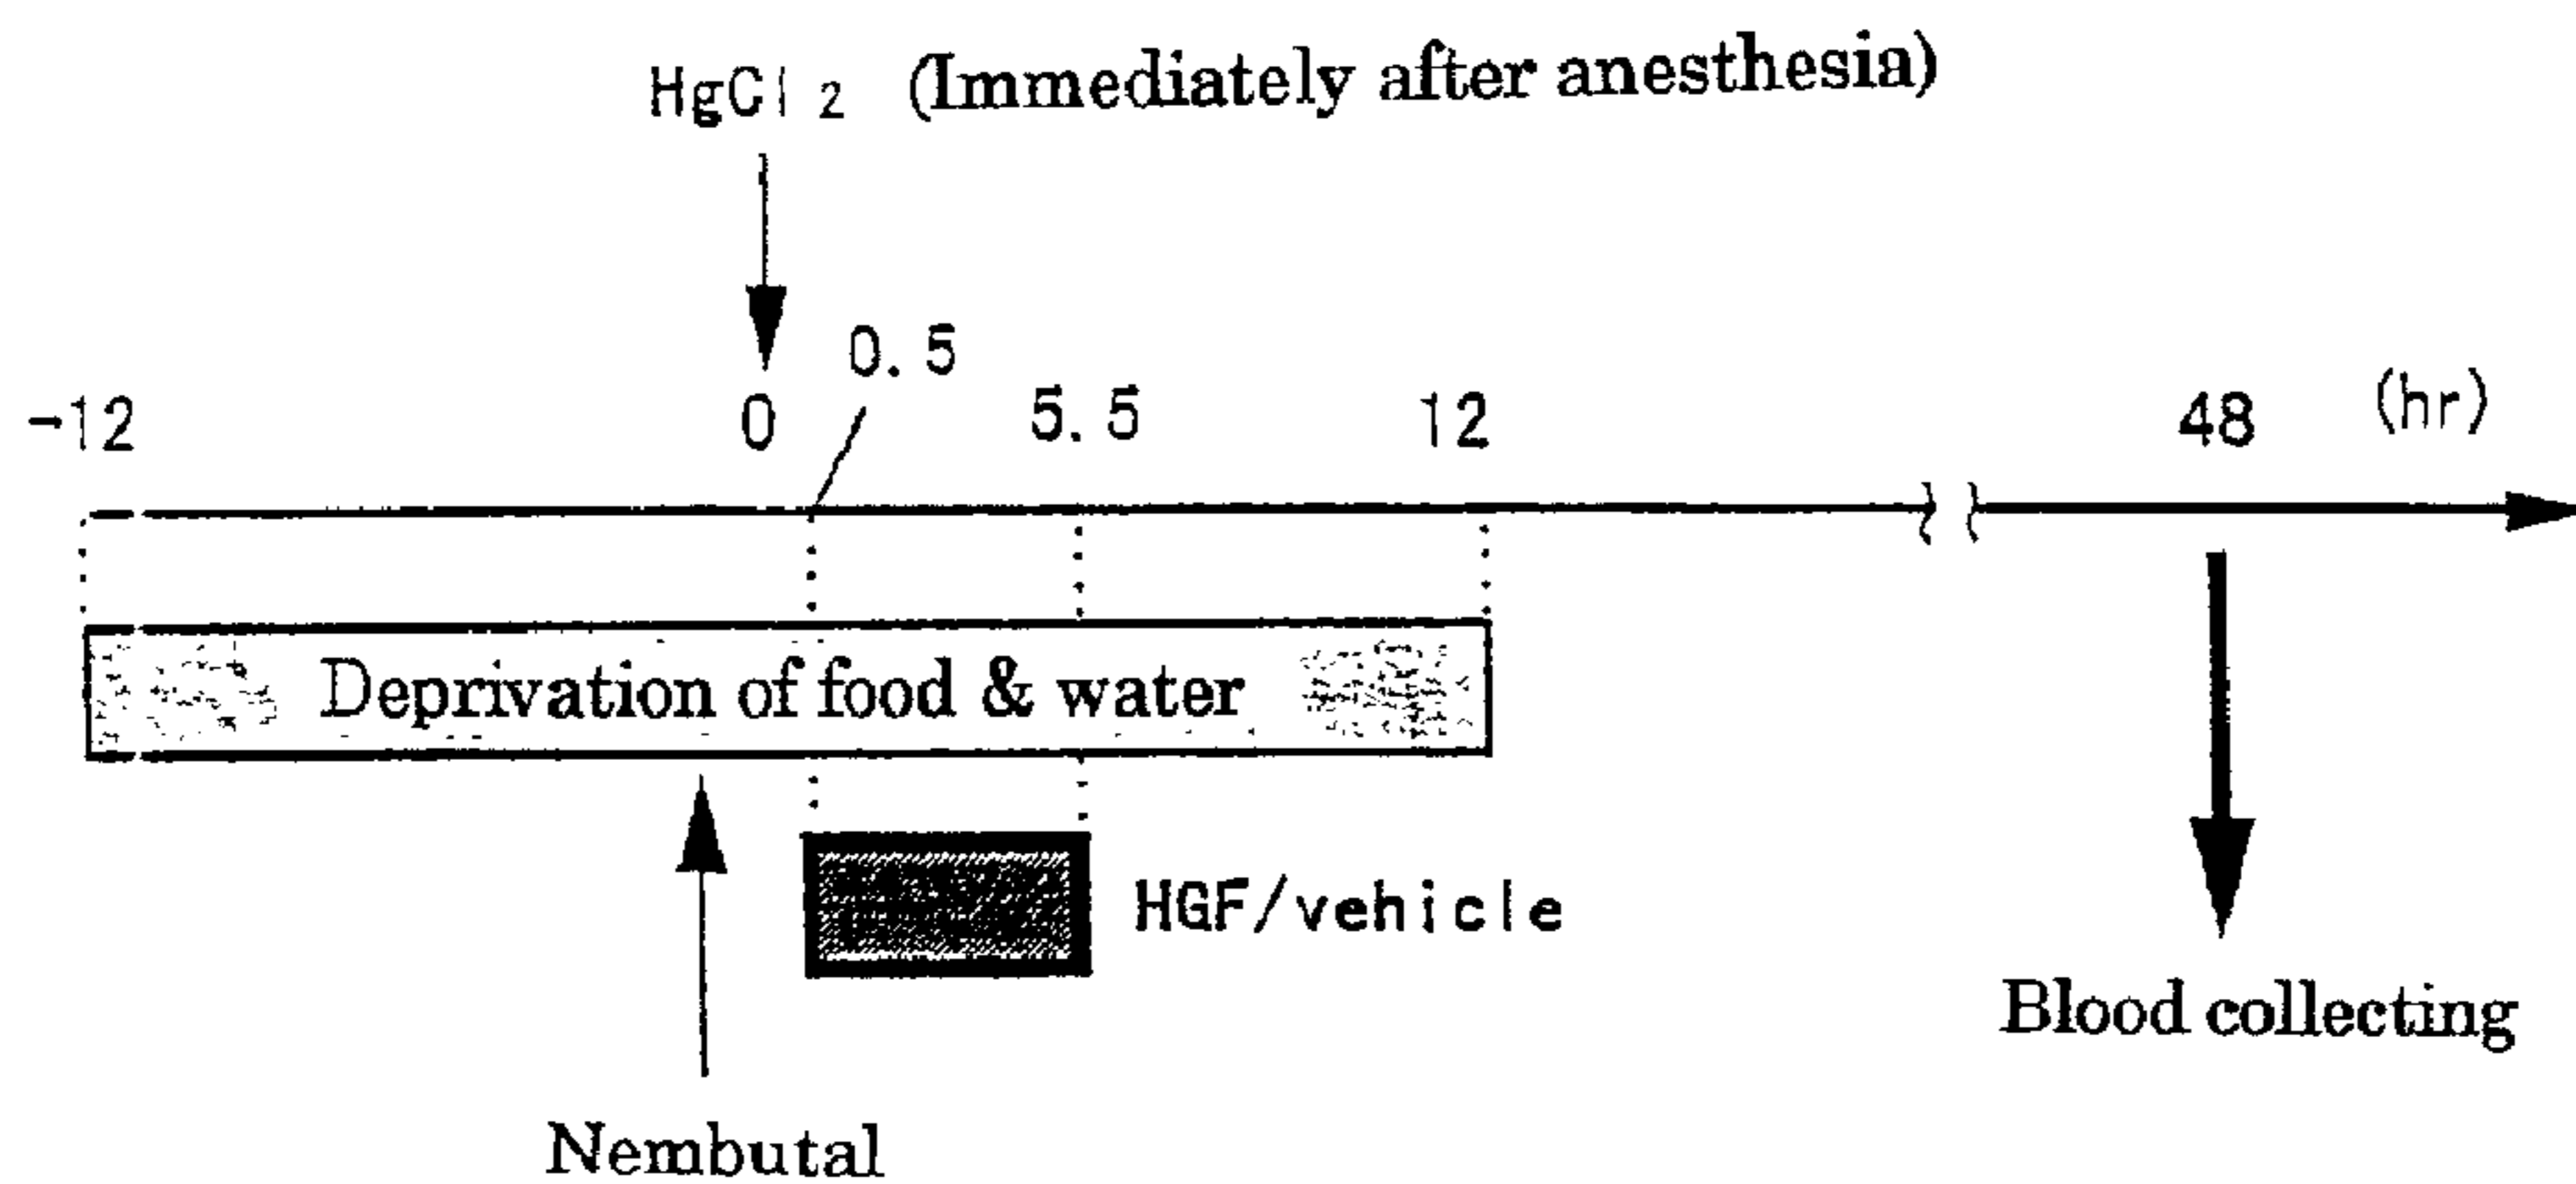 HgCl2 (Immediately after anesthesia)
0.5
-12 0 5.5 12 48 (hr)
Deprivation of food & water
HGF/vehicle
Blood collecting
Nembutal